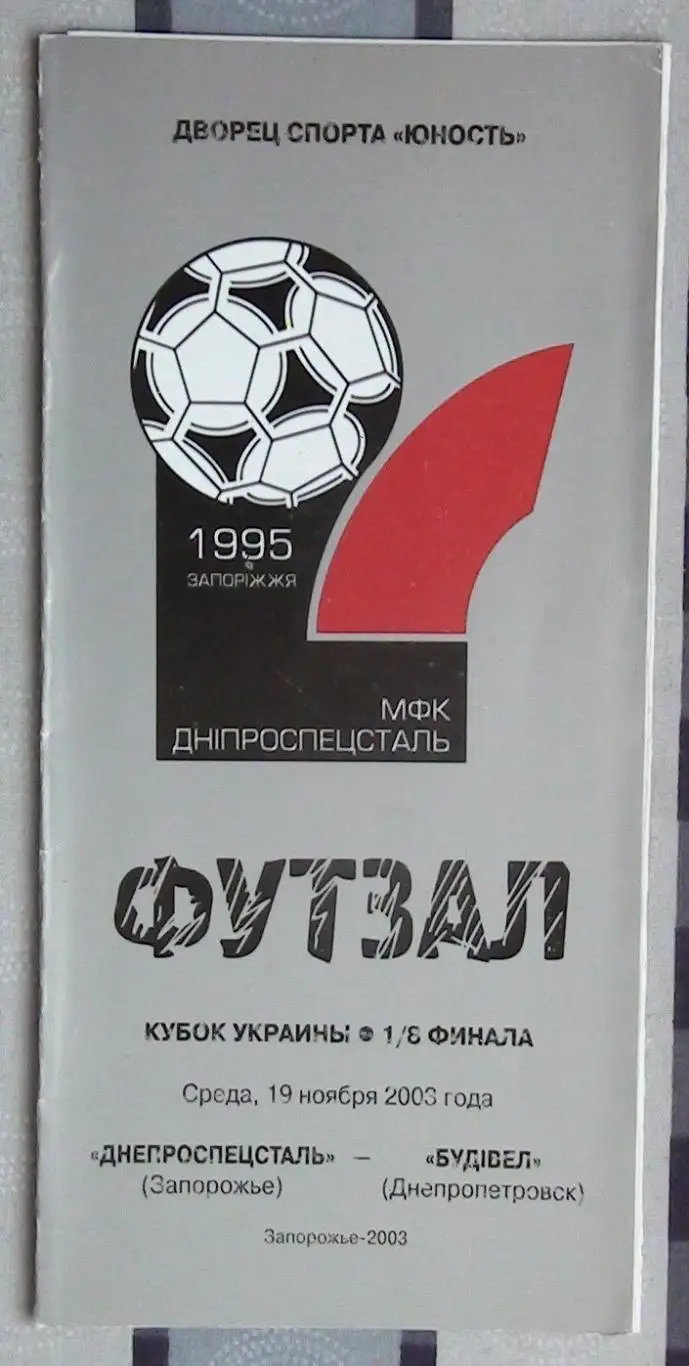 ДВОРЕЦ СПОРТА «ЮНОСТЬ»
1995
ЗАПОРІЖЖЯ
МФК
ДНІПРОСПЕЦСТАЛЬ
ФУТЗАЛ
КУБОК УКРАИНЫ 1/8 ФИНАЛА
Среда, 19 ноября 2003 года
«ДНЕПРОСПЕЦСТАЛЬ» – «БУДІВЕЛ»
(Запорожье) (Днепропетровск)
Запорожье-2003